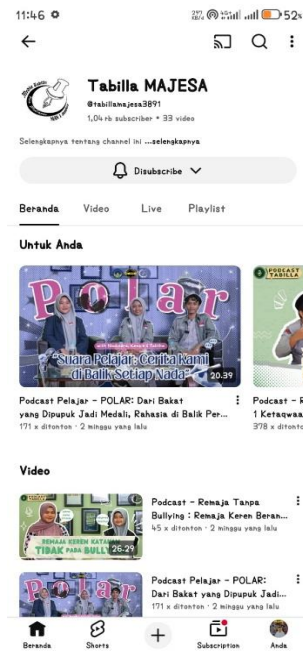 11:46
52%
Tabilla MAJESA
@tabillamajesa3891
1,04 rb subscriber • 33 video
Selengkapnya tentang channel ini ...selengkapnya
Disubscribe
Beranda Video Live Playlist
Untuk Anda
Polar
"Suara Pelajar: Cerita Kami
di Balik Setiap Nada"
20.39
PODCAST
TABILLA
Podcast Pelajar - POLAR: Dari Bakat
yang Dipupuk Jadi Medali, Rahasia di Balik Per...
171 x ditonton · 2 minggu yang lalu
Podcast - R
1 Ketaqwaa
378 x ditonto
Video
REMAJA KEREN KATAKAN
TIDAK PADA BULLY
26.29
Podcast - Remaja Tanpa
Bullying : Remaja Keren Beran...
45 x ditonton · 2 minggu yang lalu
Polar
Podcast Pelajar - POLAR:
Dari Bakat yang Dipupuk Jadi...
171 x ditonton · 2 minggu yang lalu
Beranda
Shorts
Subscription
Anda